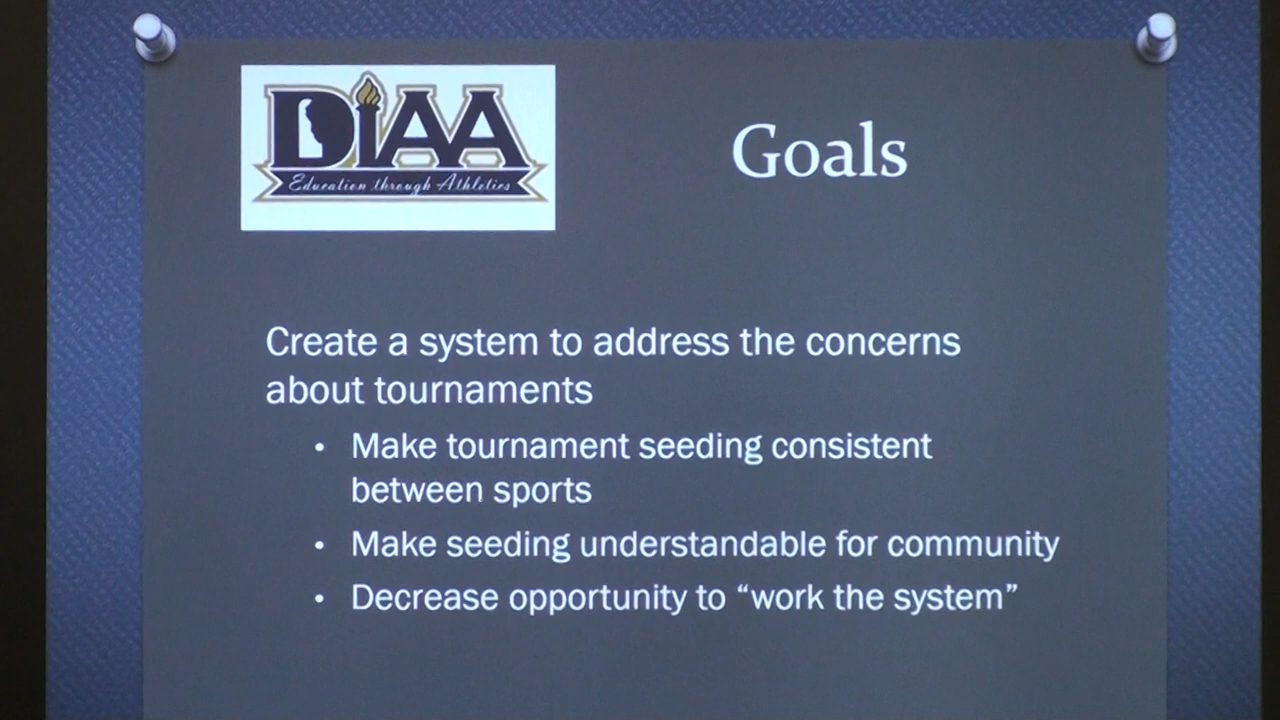 DIAA
Education through Athletics
Goals
Create a system to address the concerns
about tournaments
• Make tournament seeding consistent
between sports
• Make seeding understandable for community
• Decrease opportunity to “work the system”